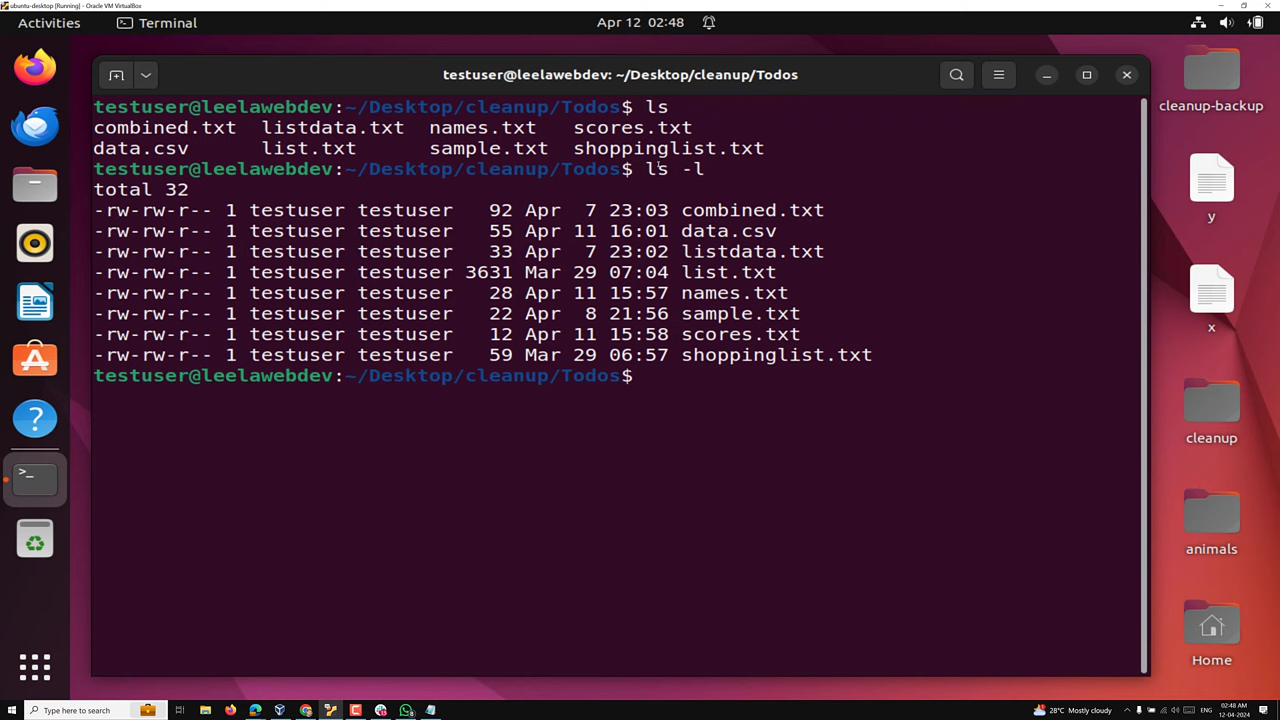 ubuntu-desktop [Running] - Oracle VM VirtualBox
Activities
Terminal
Apr 12 02:48
testuser@leelawebdev: ~/Desktop/cleanup/Todos
testuser@leelawebdev:~/Desktop/cleanup/Todos$ ls
combined.txt listdata.txt names.txt scores.txt
data.csv list.txt sample.txt shoppinglist.txt
testuser@leelawebdev:~/Desktop/cleanup/Todos$ ls -l
total 32
-rw-rw-r-- 1 testuser testuser 92 Apr 7 23:03 combined.txt
-rw-rw-r-- 1 testuser testuser 55 Apr 11 16:01 data.csv
-rw-rw-r-- 1 testuser testuser 33 Apr 7 23:02 listdata.txt
-rw-rw-r-- 1 testuser testuser 3631 Mar 29 07:04 list.txt
-rw-rw-r-- 1 testuser testuser 28 Apr 11 15:57 names.txt
-rw-rw-r-- 1 testuser testuser 22 Apr 8 21:56 sample.txt
-rw-rw-r-- 1 testuser testuser 12 Apr 11 15:58 scores.txt
-rw-rw-r-- 1 testuser testuser 59 Mar 29 06:57 shoppinglist.txt
testuser@leelawebdev:~/Desktop/cleanup/Todos$
cleanup-backup
y
x
cleanup
animals
Home
Type here to search
28°C Mostly cloudy
ENG
02:48 AM
12-04-2024